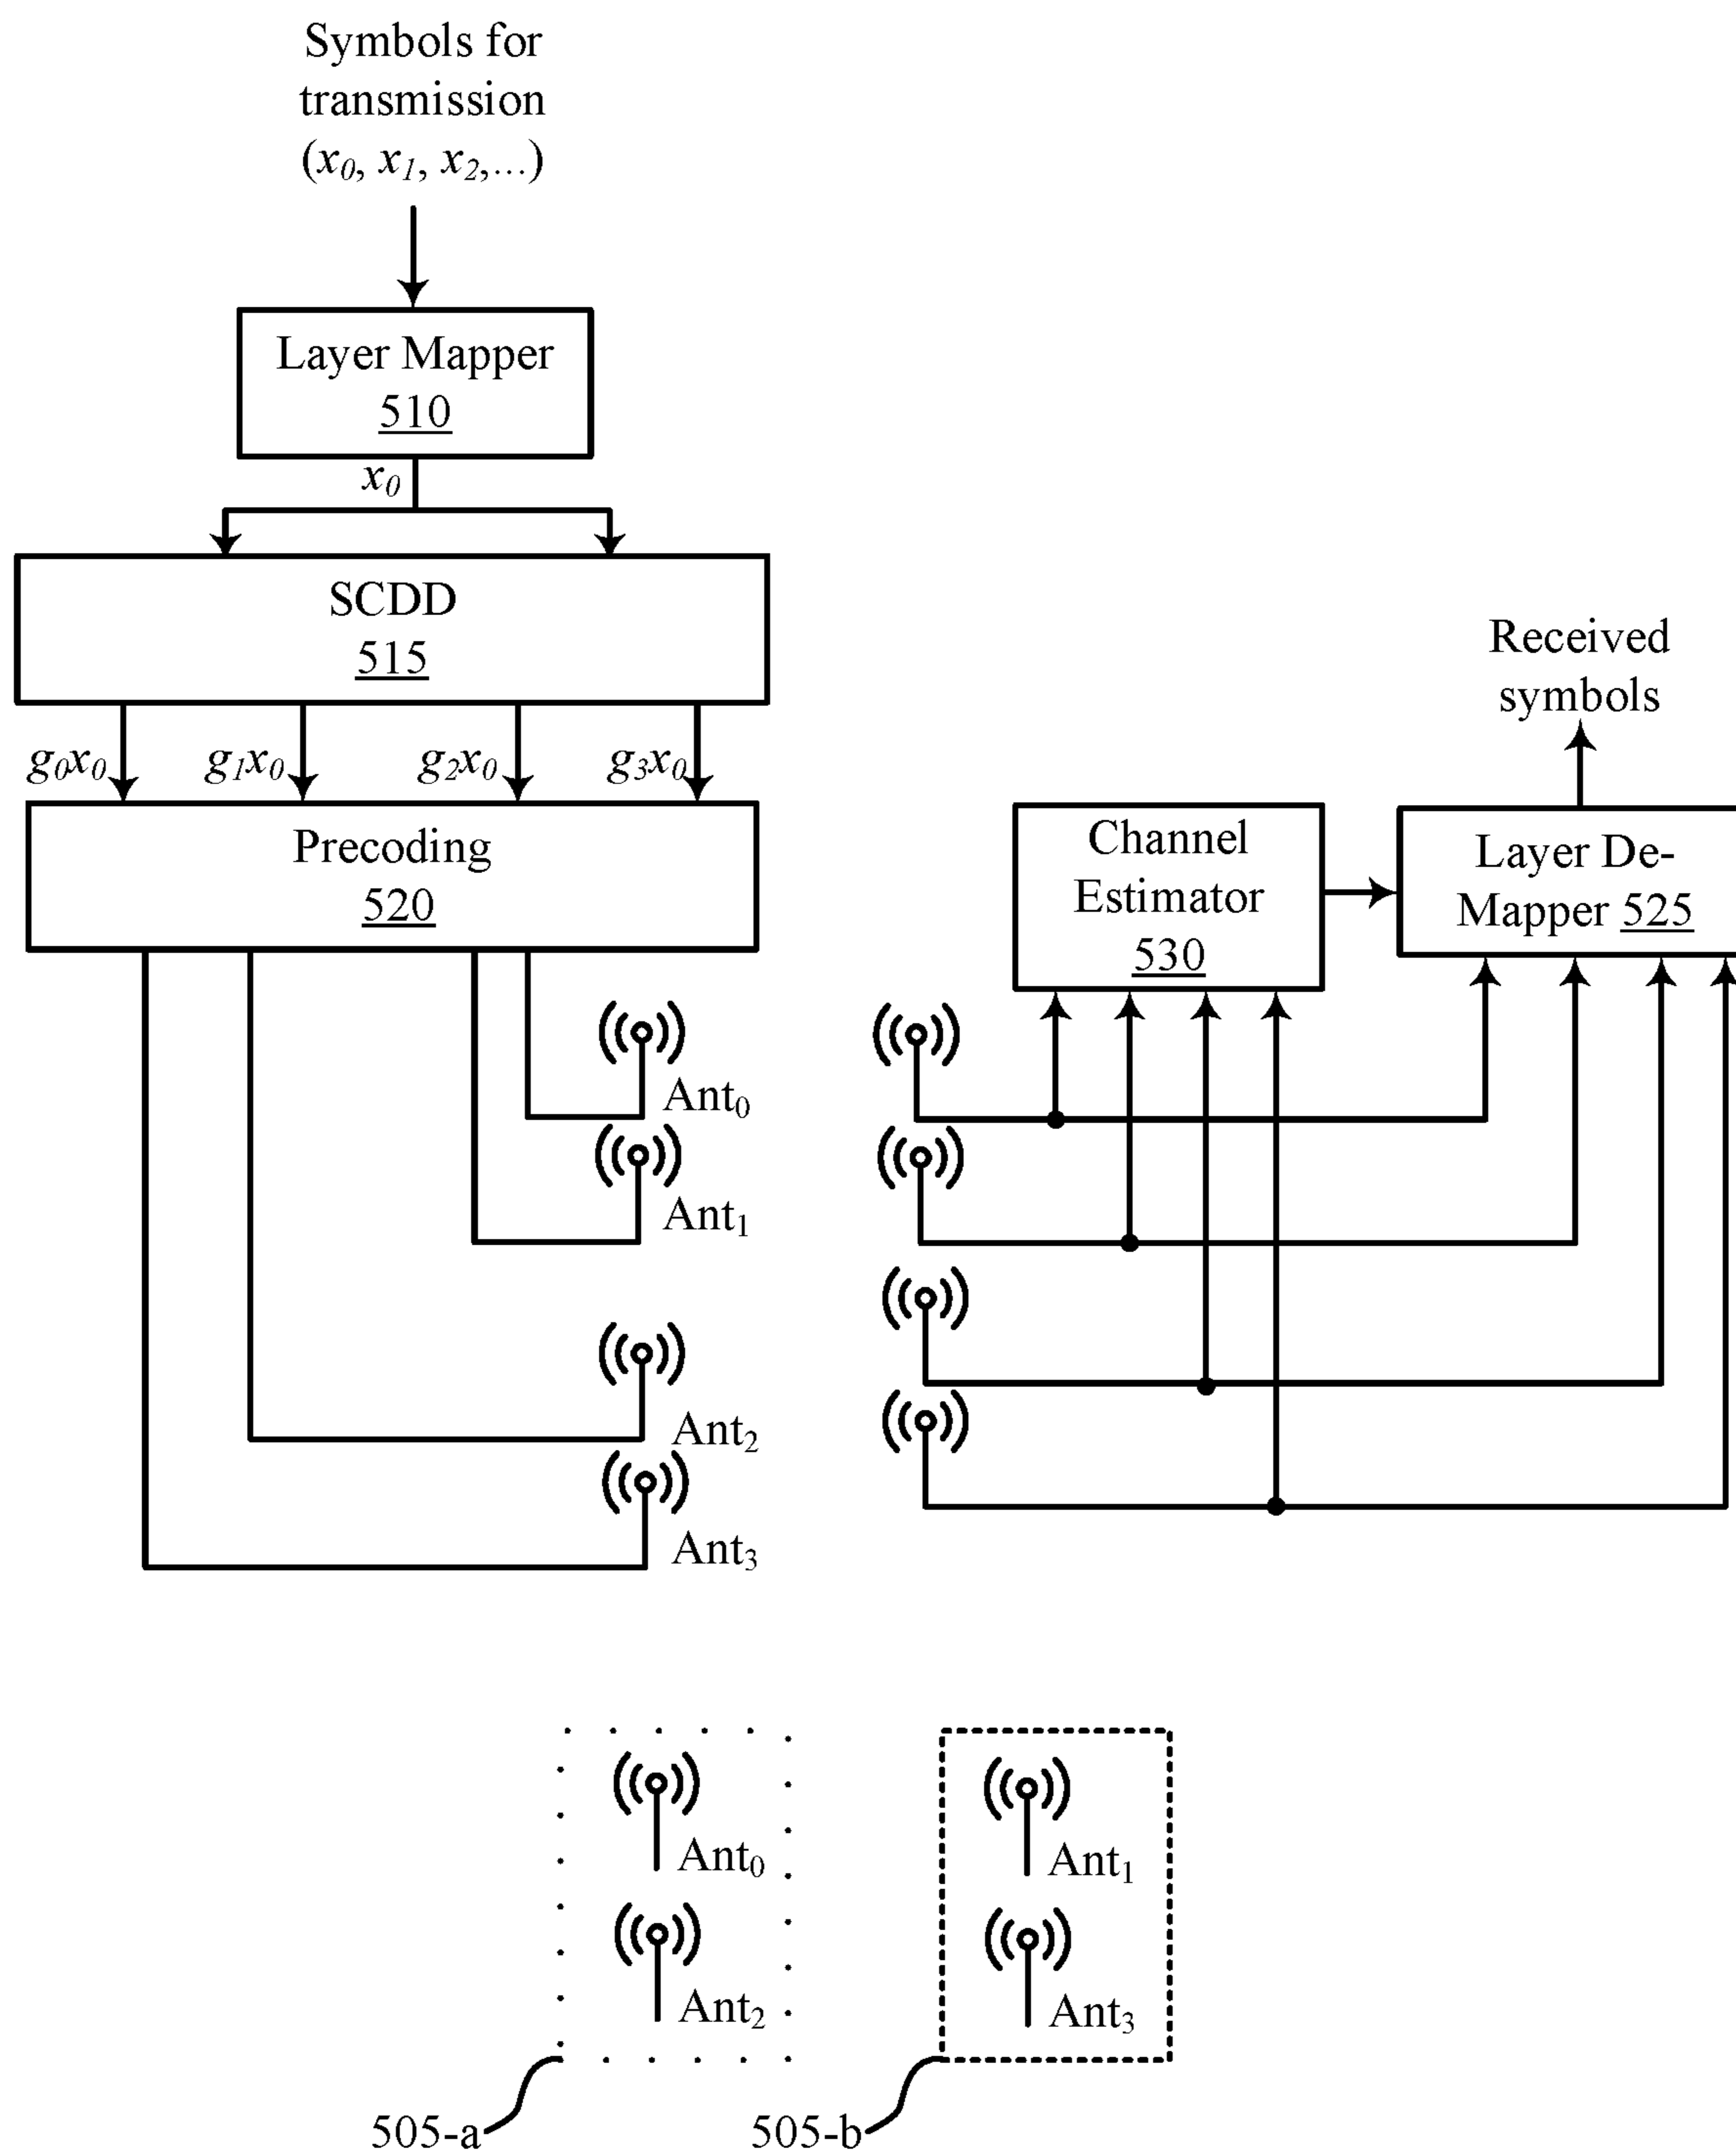 Symbols for
transmission
(x₀, x₁, x₂,...)
Layer Mapper
510
x₀
SCDD
515
g₀x₀ g₁x₀ g₂x₀ g₃x₀
Precoding
520
Received
symbols
Channel
Estimator
530
Layer De-
Mapper 525
Ant₀
Ant₁
Ant₂
Ant₃
Ant₀
Ant₂
Ant₁
Ant₃
505-a
505-b